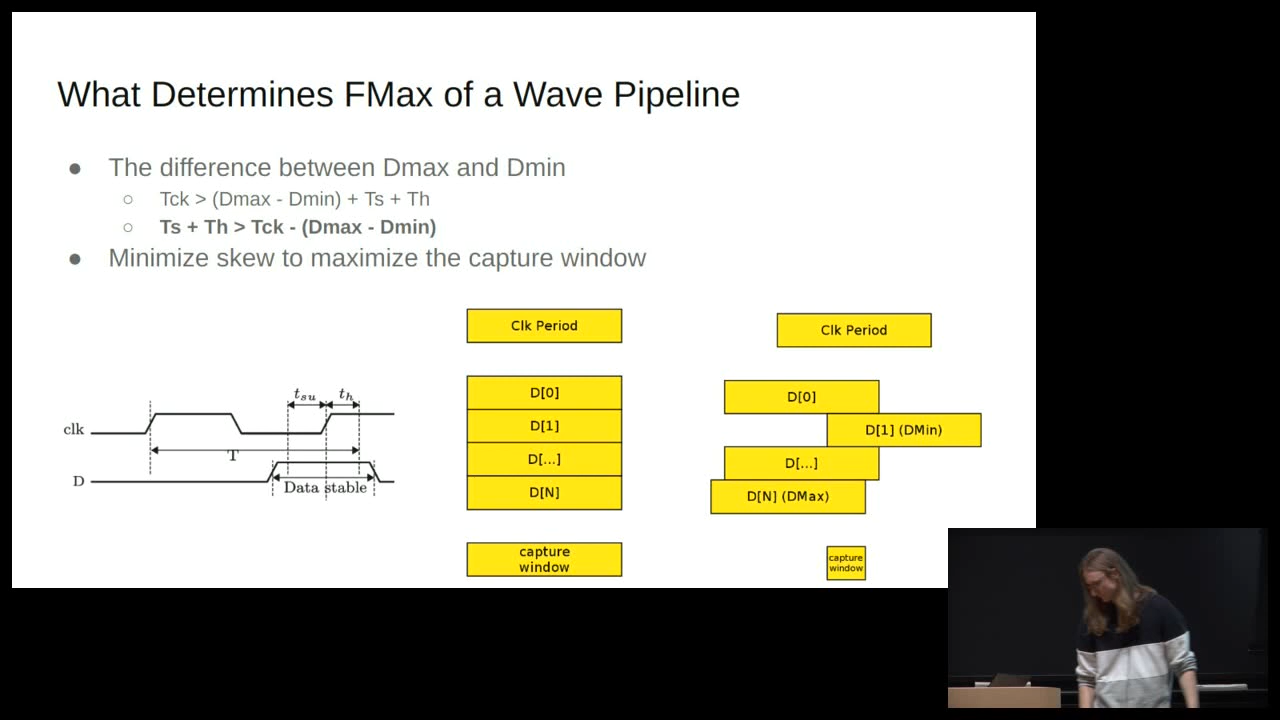 What Determines FMax of a Wave Pipeline
● The difference between Dmax and Dmin
○ Tck > (Dmax - Dmin) + Ts + Th
○ Ts + Th > Tck - (Dmax - Dmin)
● Minimize skew to maximize the capture window
clk
t_su
t_h
T
D
Data stable
Clk Period
D[0]
D[1]
D[...]
D[N]
capture
window
Clk Period
D[0]
D[1] (DMin)
D[...]
D[N] (DMax)
capture
window